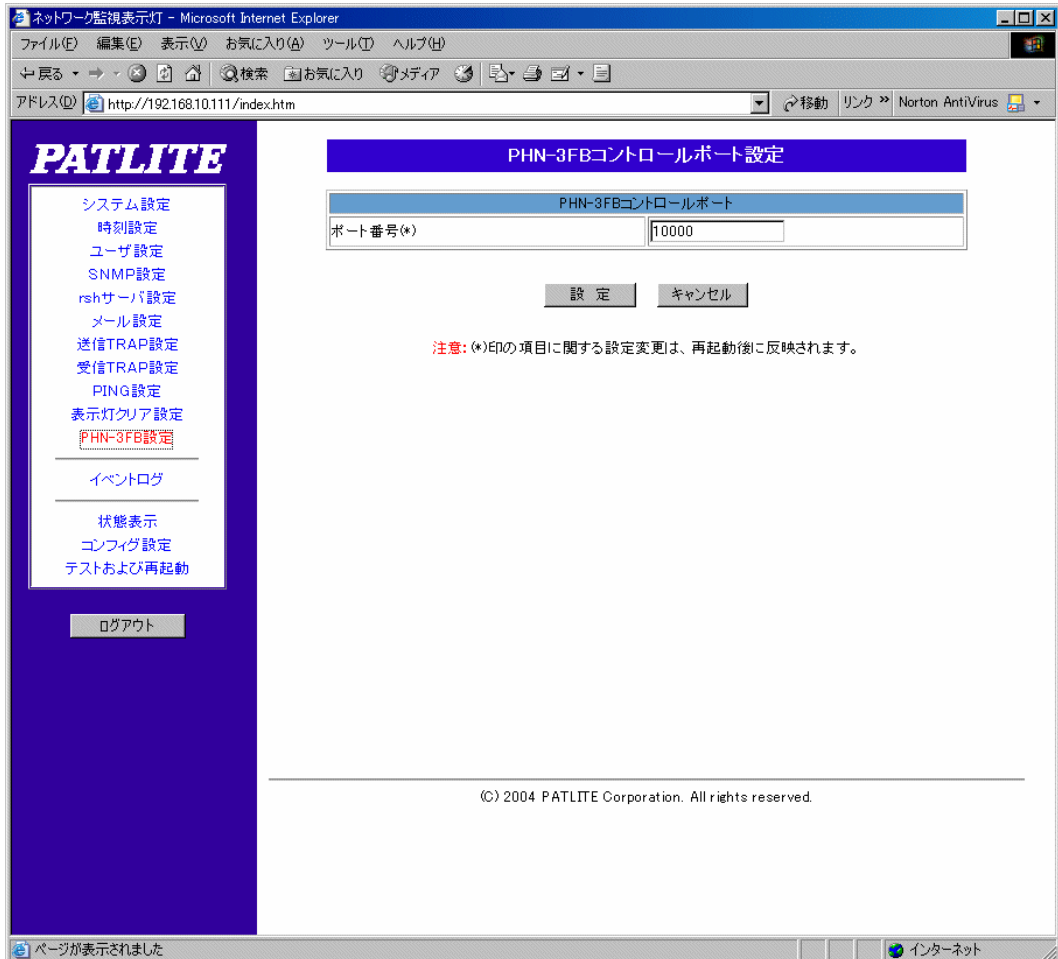 ネットワーク監視表示灯 - Microsoft Internet Explorer
ファイル(F) 編集(E) 表示(V) お気に入り(A) ツール(T) ヘルプ(H)
戻る 検索 お気に入り メディア
アドレス(D) http://192.168.10.111/index.htm 移動 リンク » Norton AntiVirus
PATLITE
システム設定
時刻設定
ユーザ設定
SNMP設定
rshサーバ設定
メール設定
送信TRAP設定
受信TRAP設定
PING設定
表示灯クリア設定
PHN-3FB設定
イベントログ
状態表示
コンフィグ設定
テストおよび再起動
ログアウト
PHN-3FBコントロールポート設定
PHN-3FBコントロールポート
ポート番号(*) 10000
設 定 キャンセル
注意: (*)印の項目に関する設定変更は、再起動後に反映されます。
(C) 2004 PATLITE Corporation. All rights reserved.
ページが表示されました インターネット